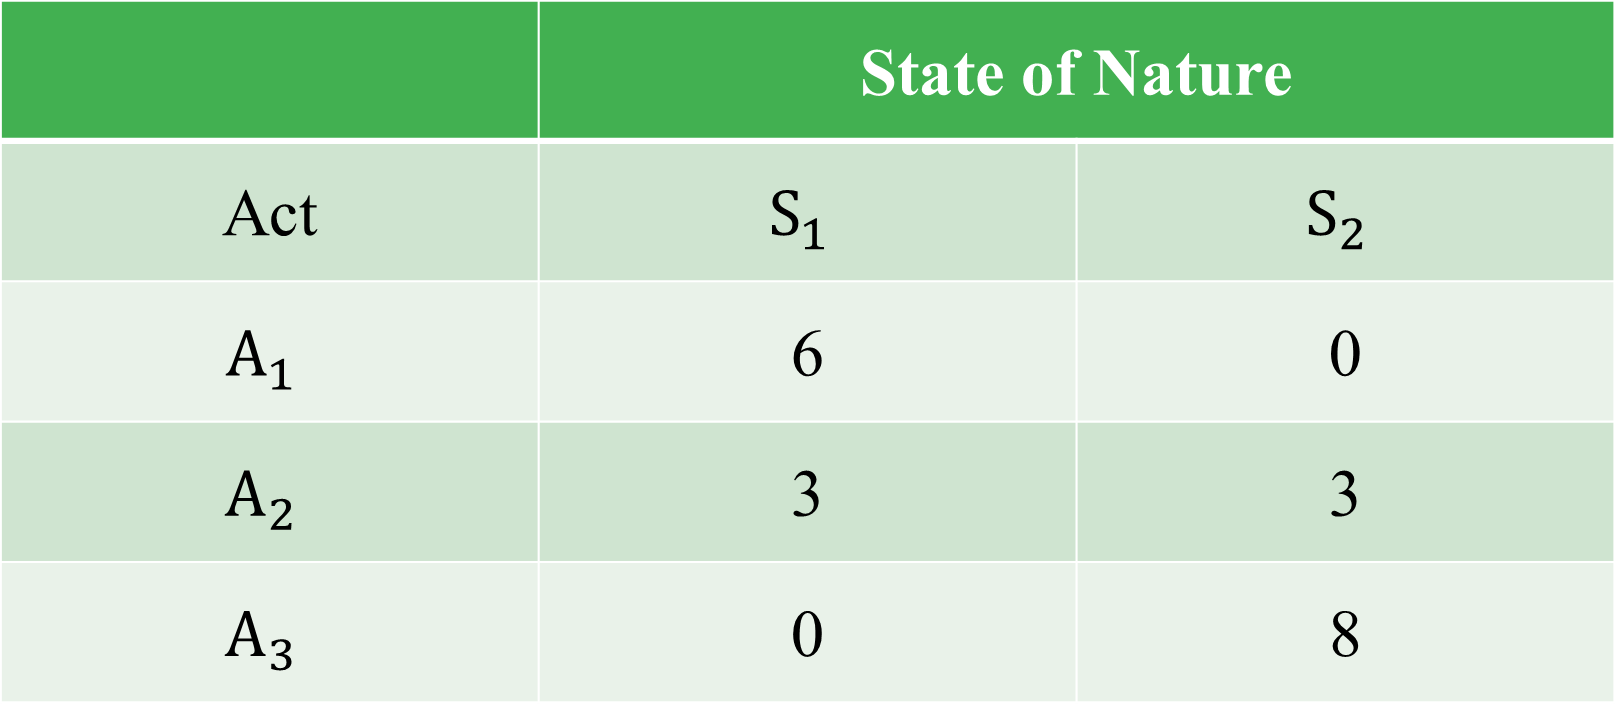 State of Nature
Act S₁ S₂
A₁ 6 0
A₂ 3 3
A₃ 0 8